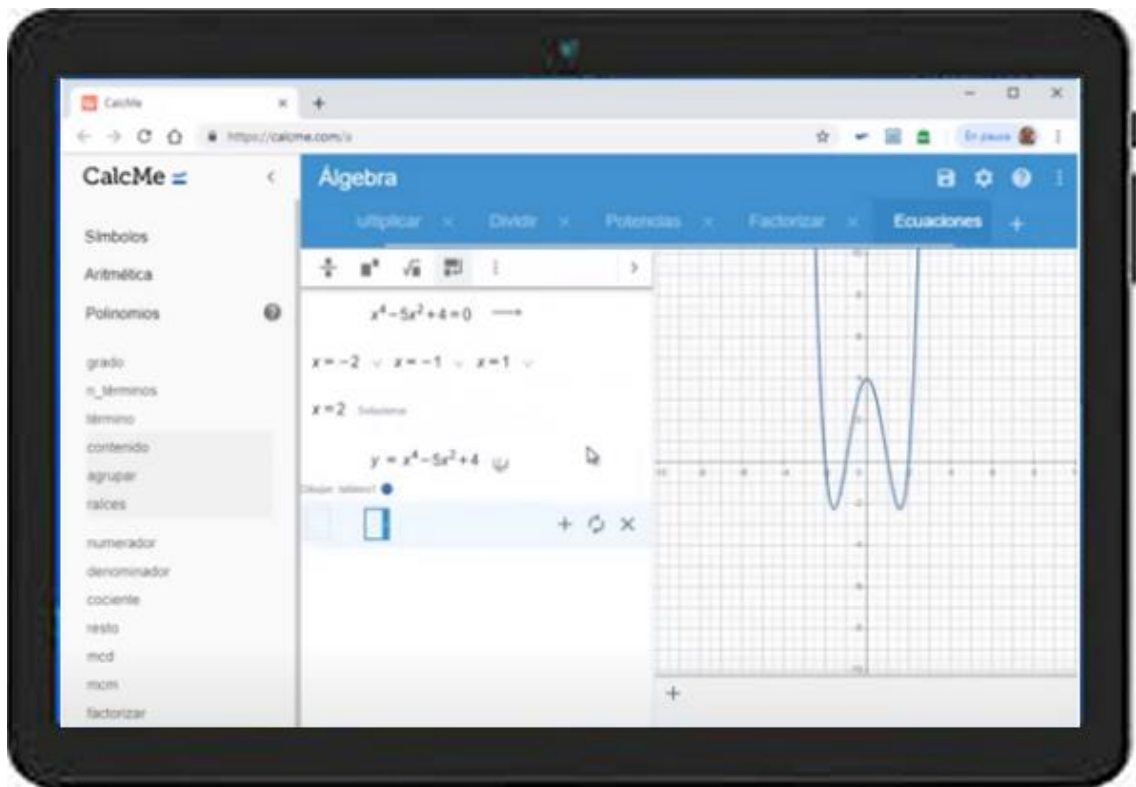 CalcMe
https://calcme.com/a
En pausa
CalcMe
Álgebra
ultiplicar × Dividir × Potencias × Factorizar × Ecuaciones +
Símbolos
Aritmética
Polinomios
grado
n_términos
término
contenido
agrupar
raíces
numerador
denominador
cociente
resto
mcd
mcm
factorizar
x⁴−5x²+4=0 ⟶
x=−2 ∨ x=−1 ∨ x=1 ∨
x=2
y = x⁴−5x²+4